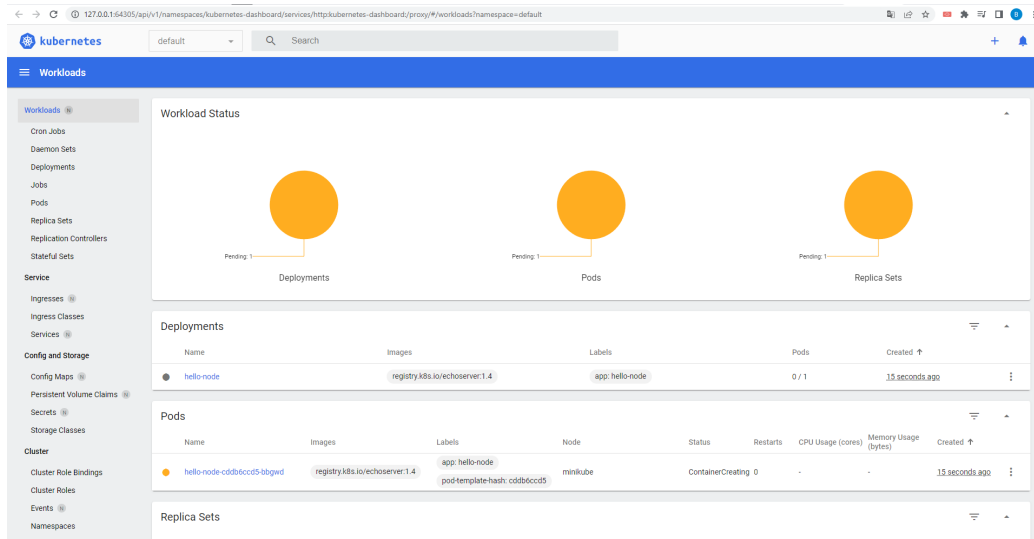 127.0.0.1:64305/api/v1/namespaces/kubernetes-dashboard/services/http:kubernetes-dashboard:/proxy/#/workloads?namespace=default
B
kubernetes
default
Search
Workloads
Workloads N
Cron Jobs
Daemon Sets
Deployments
Jobs
Pods
Replica Sets
Replication Controllers
Stateful Sets
Service
Ingresses N
Ingress Classes
Services N
Config and Storage
Config Maps N
Persistent Volume Claims N
Secrets N
Storage Classes
Cluster
Cluster Role Bindings
Cluster Roles
Events N
Namespaces
Workload Status
Pending: 1
Deployments
Pending: 1
Pods
Pending: 1
Replica Sets
Deployments
Name Images Labels Pods Created
hello-node registry.k8s.io/echoserver:1.4 app: hello-node 0 / 1 15 seconds ago
Pods
Name Images Labels Node Status Restarts CPU Usage (cores) Memory Usage (bytes) Created
hello-node-cddb6ccd5-bbgwd registry.k8s.io/echoserver:1.4 app: hello-node minikube ContainerCreating 0 - - 15 seconds ago
pod-template-hash: cddb6ccd5
Replica Sets